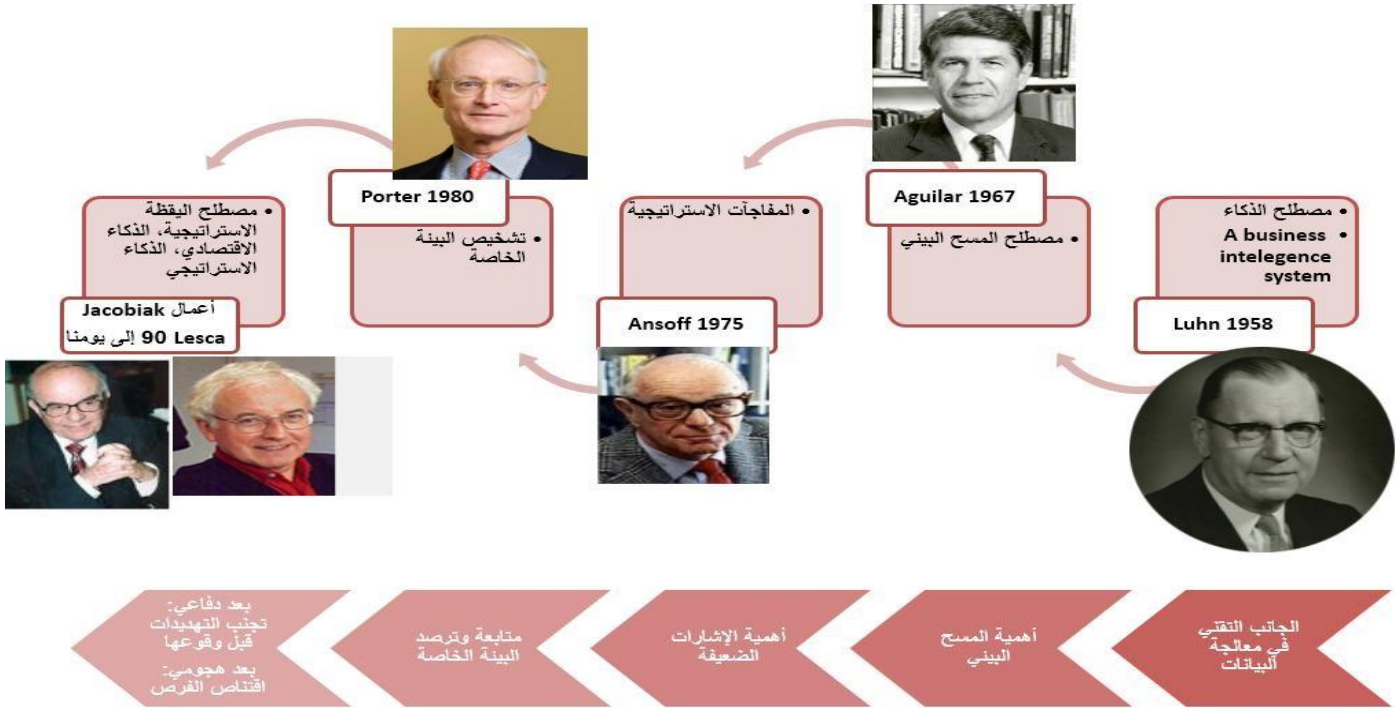 مصطلح الذكاء
A business
intelegence
system
Luhn 1958
Aguilar 1967
مصطلح المسح البيني
المفاجآت الاستراتيجية
Ansoff 1975
Porter 1980
تشخيص البينة
الخاصة
مصطلح اليقظة
الاستراتيجية، الذكاء
الاقتصادي، الذكاء
الاستراتيجي
أعمال Jacobiak
Lesca 90 إلى يومنا
الجانب التقني
في معالجة
البيانات
أهمية المسح
البيني
أهمية الإشارات
الضعيفة
متابعة وترصد
البينة الخاصة
بعد دفاعي:
تجنب التهديدات
قبل وقوعها
بعد هجومي:
اقتناص الفرص